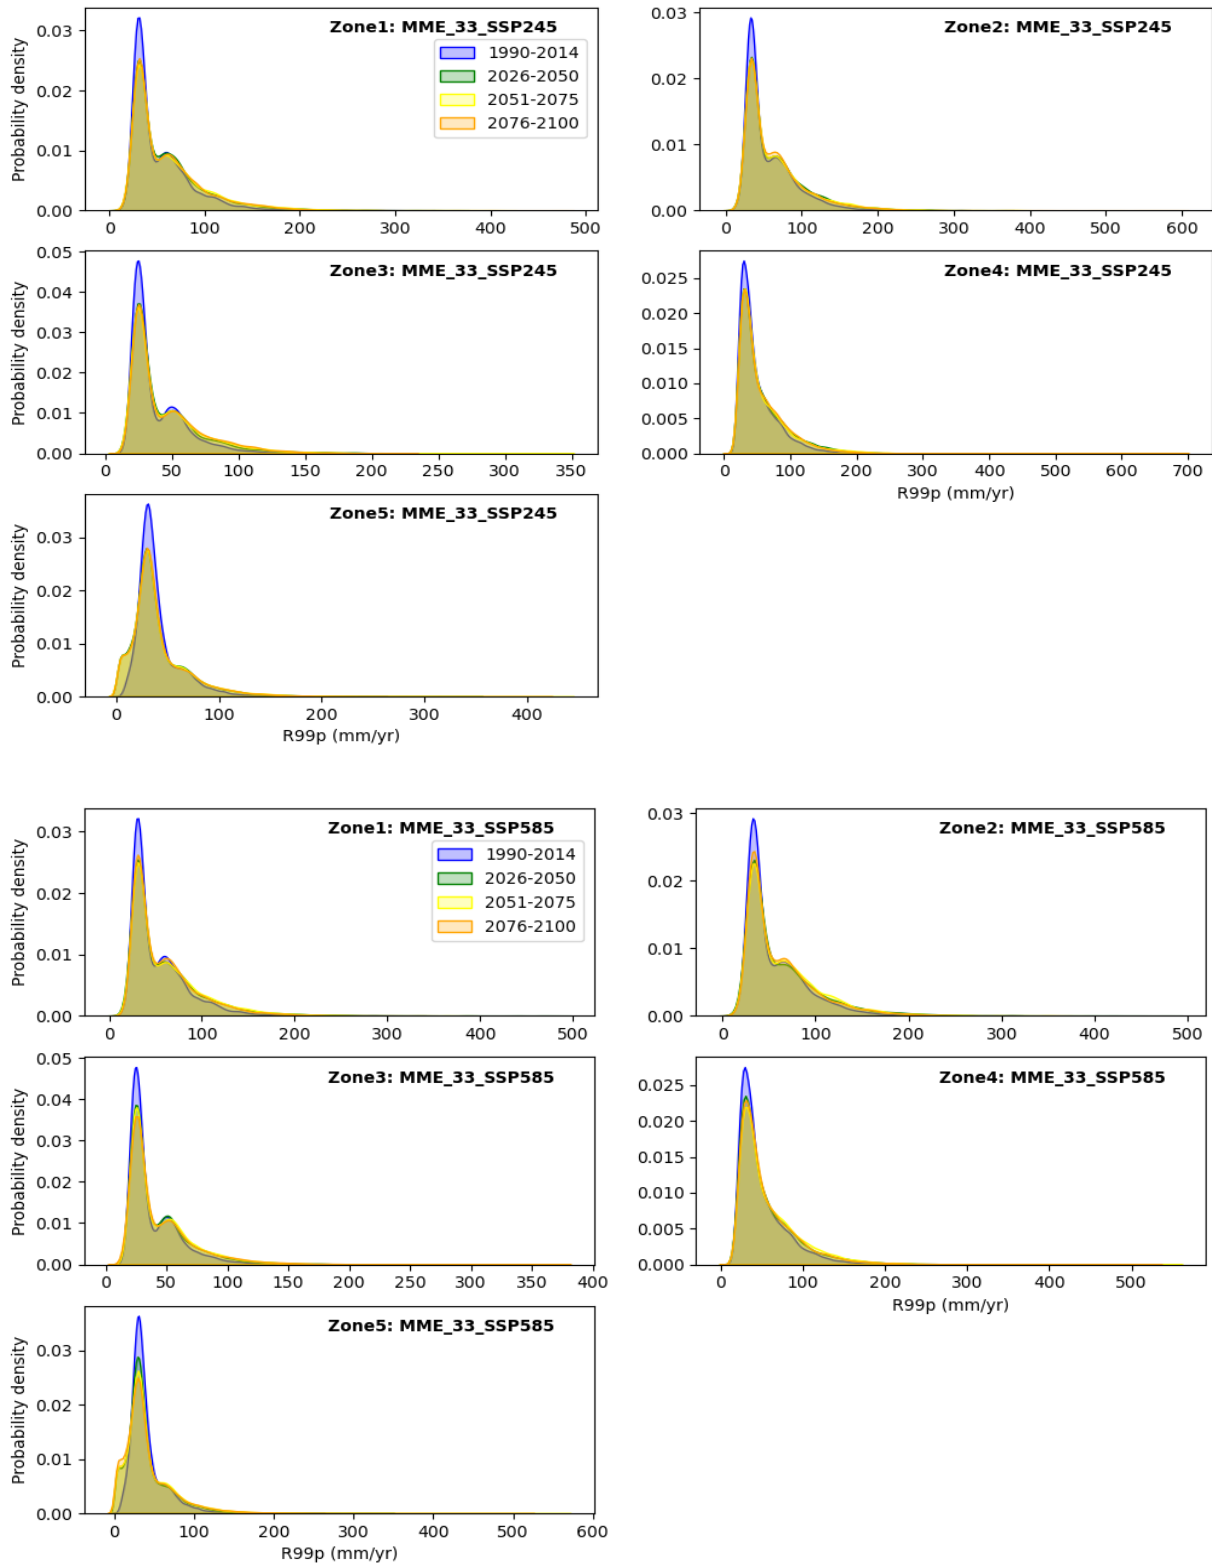 Zone1: MME_33_SSP245
1990-2014
2026-2050
2051-2075
2076-2100
Probability density
0.03
0.02
0.01
0.00
0 100 200 300 400 500
Zone2: MME_33_SSP245
0.03
0.02
0.01
0.00
0 100 200 300 400 500 600
Zone3: MME_33_SSP245
Probability density
0.05
0.04
0.03
0.02
0.01
0.00
0 50 100 150 200 250 300 350
Zone4: MME_33_SSP245
0.025
0.020
0.015
0.010
0.005
0.000
0 100 200 300 400 500 600 700
R99p (mm/yr)
Zone5: MME_33_SSP245
Probability density
0.03
0.02
0.01
0.00
0 100 200 300 400
R99p (mm/yr)
Zone1: MME_33_SSP585
1990-2014
2026-2050
2051-2075
2076-2100
Probability density
0.03
0.02
0.01
0.00
0 100 200 300 400 500
Zone2: MME_33_SSP585
0.03
0.02
0.01
0.00
0 100 200 300 400 500
Zone3: MME_33_SSP585
Probability density
0.05
0.04
0.03
0.02
0.01
0.00
0 50 100 150 200 250 300 350 400
Zone4: MME_33_SSP585
0.025
0.020
0.015
0.010
0.005
0.000
0 100 200 300 400 500
R99p (mm/yr)
Zone5: MME_33_SSP585
Probability density
0.03
0.02
0.01
0.00
0 100 200 300 400 500 600
R99p (mm/yr)